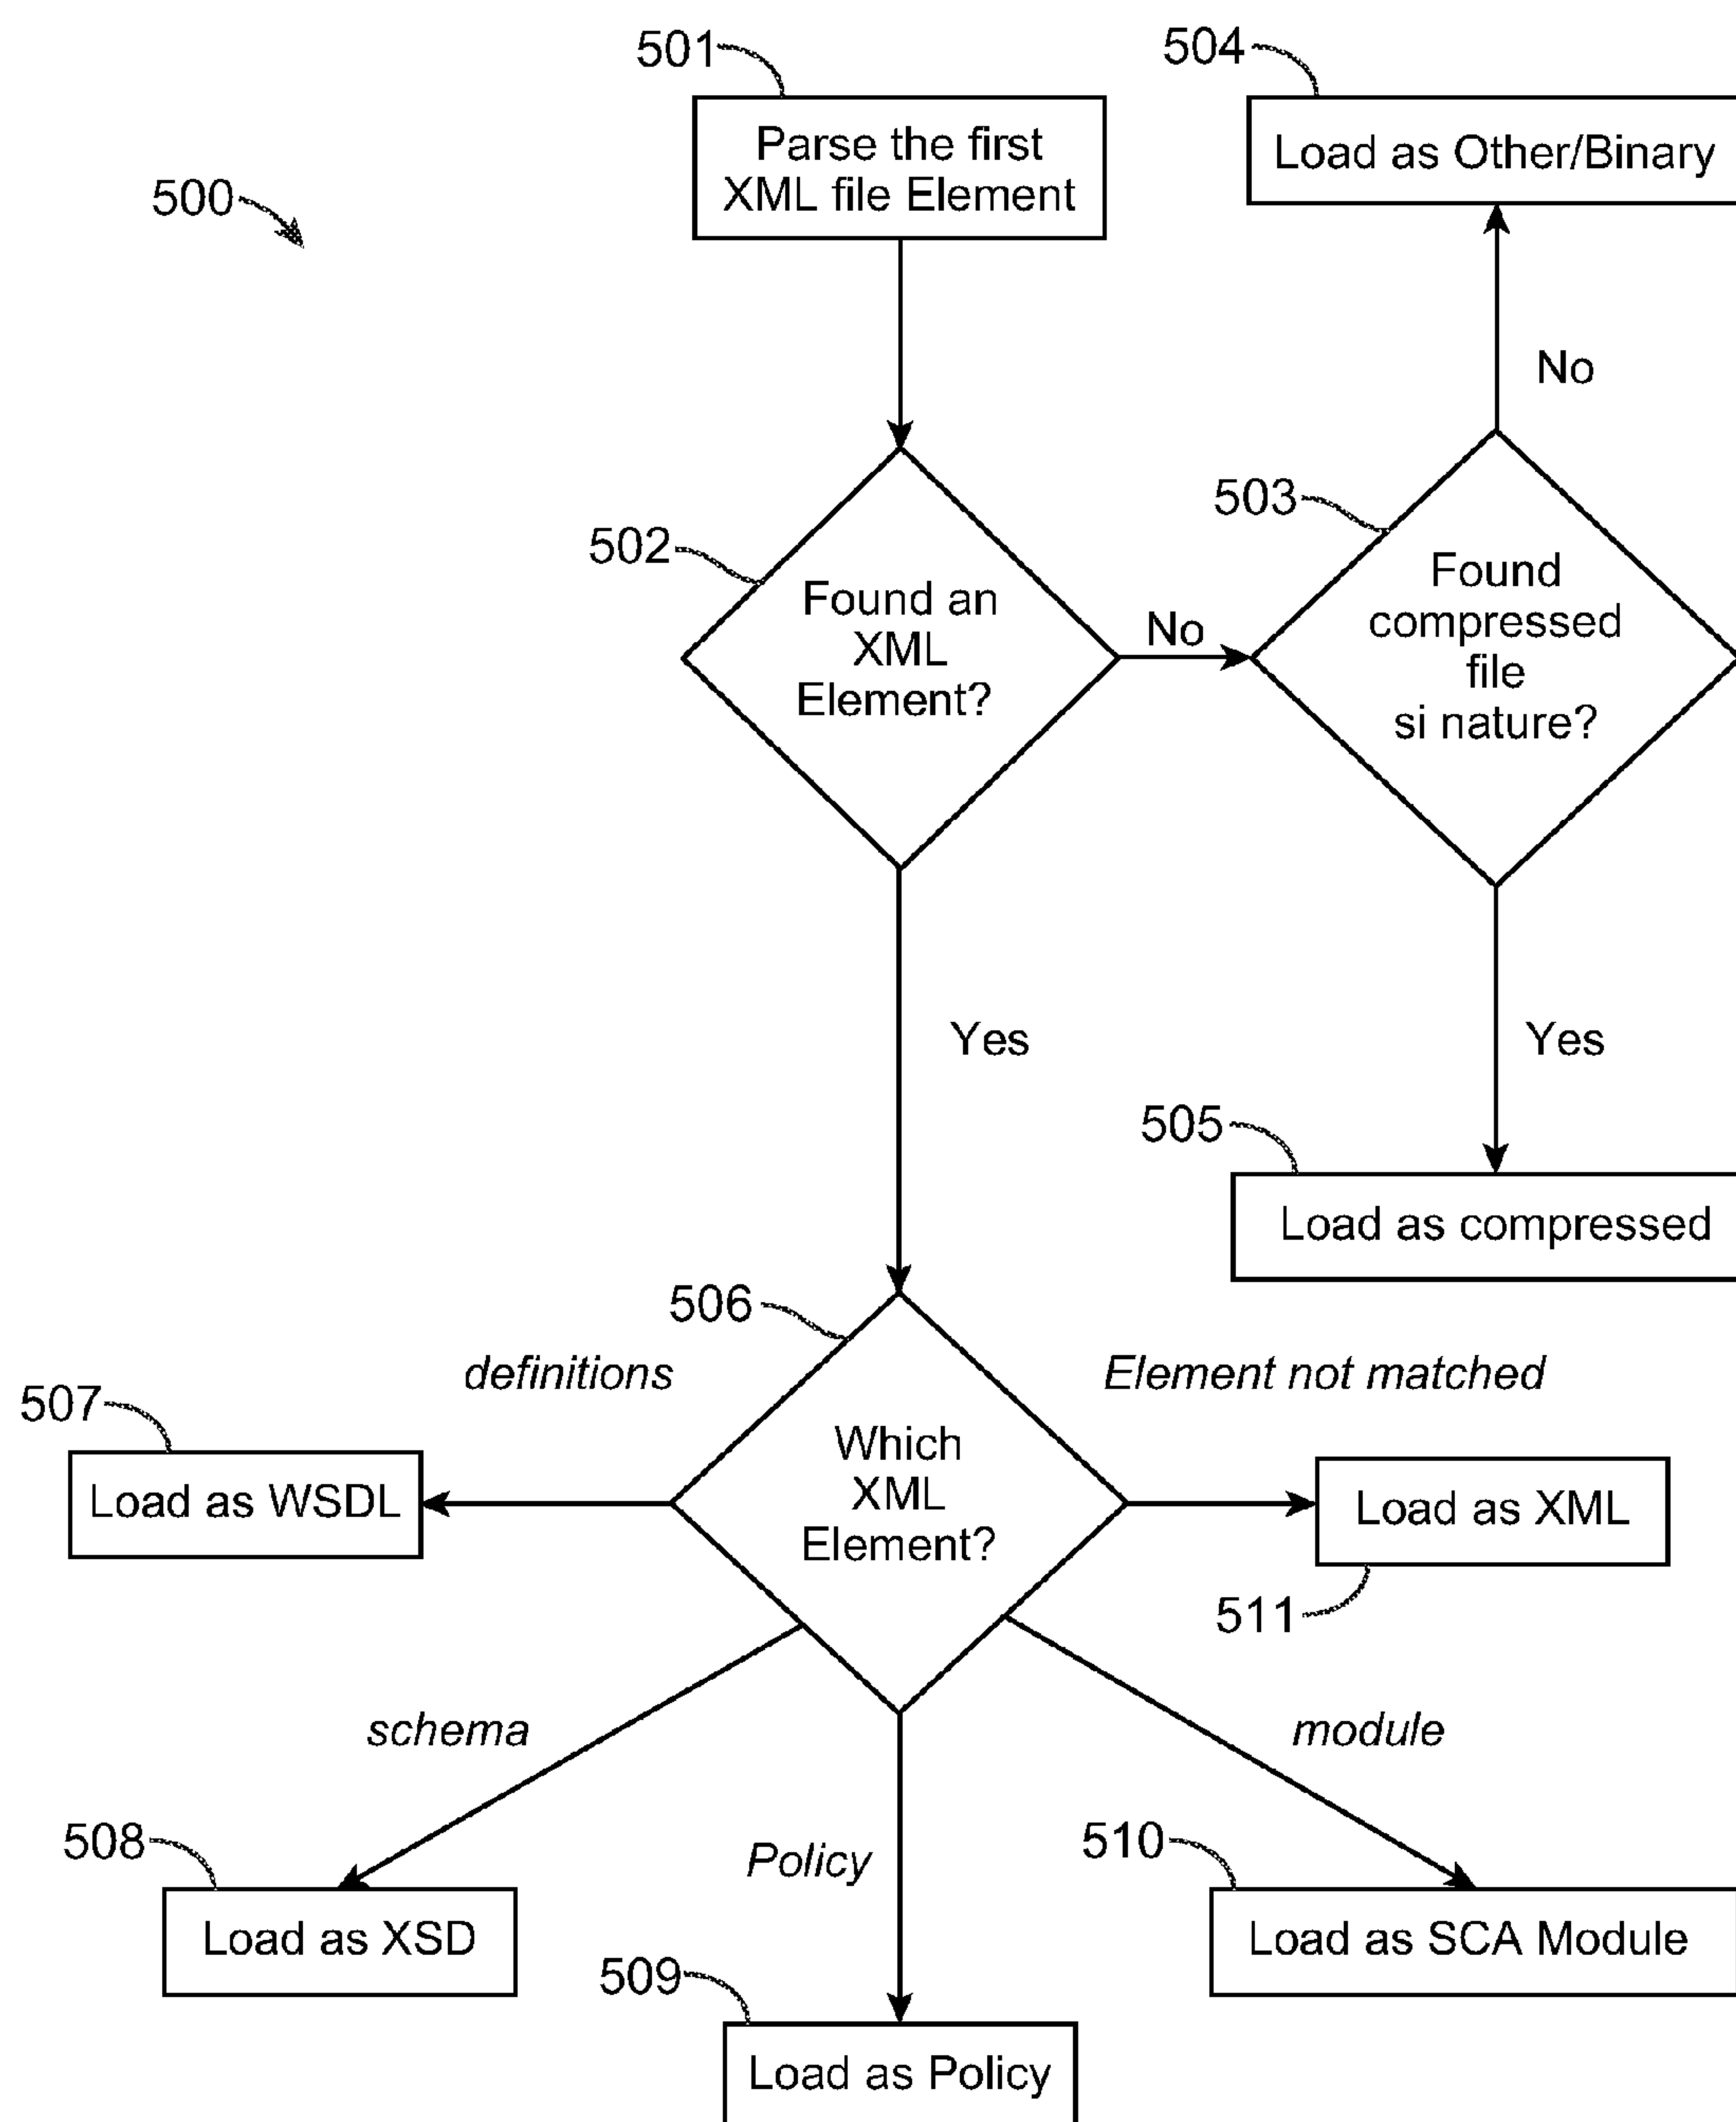 501
504
Parse the first
XML file Element
Load as Other/Binary
500
No
503
502
Found an
XML
Element?
No
Found
compressed
file
si nature?
Yes
Yes
505
Load as compressed
506
definitions
Element not matched
507
Load as WSDL
Which
XML
Element?
Load as XML
511
schema
module
508
Policy
510
Load as XSD
Load as SCA Module
509
Load as Policy